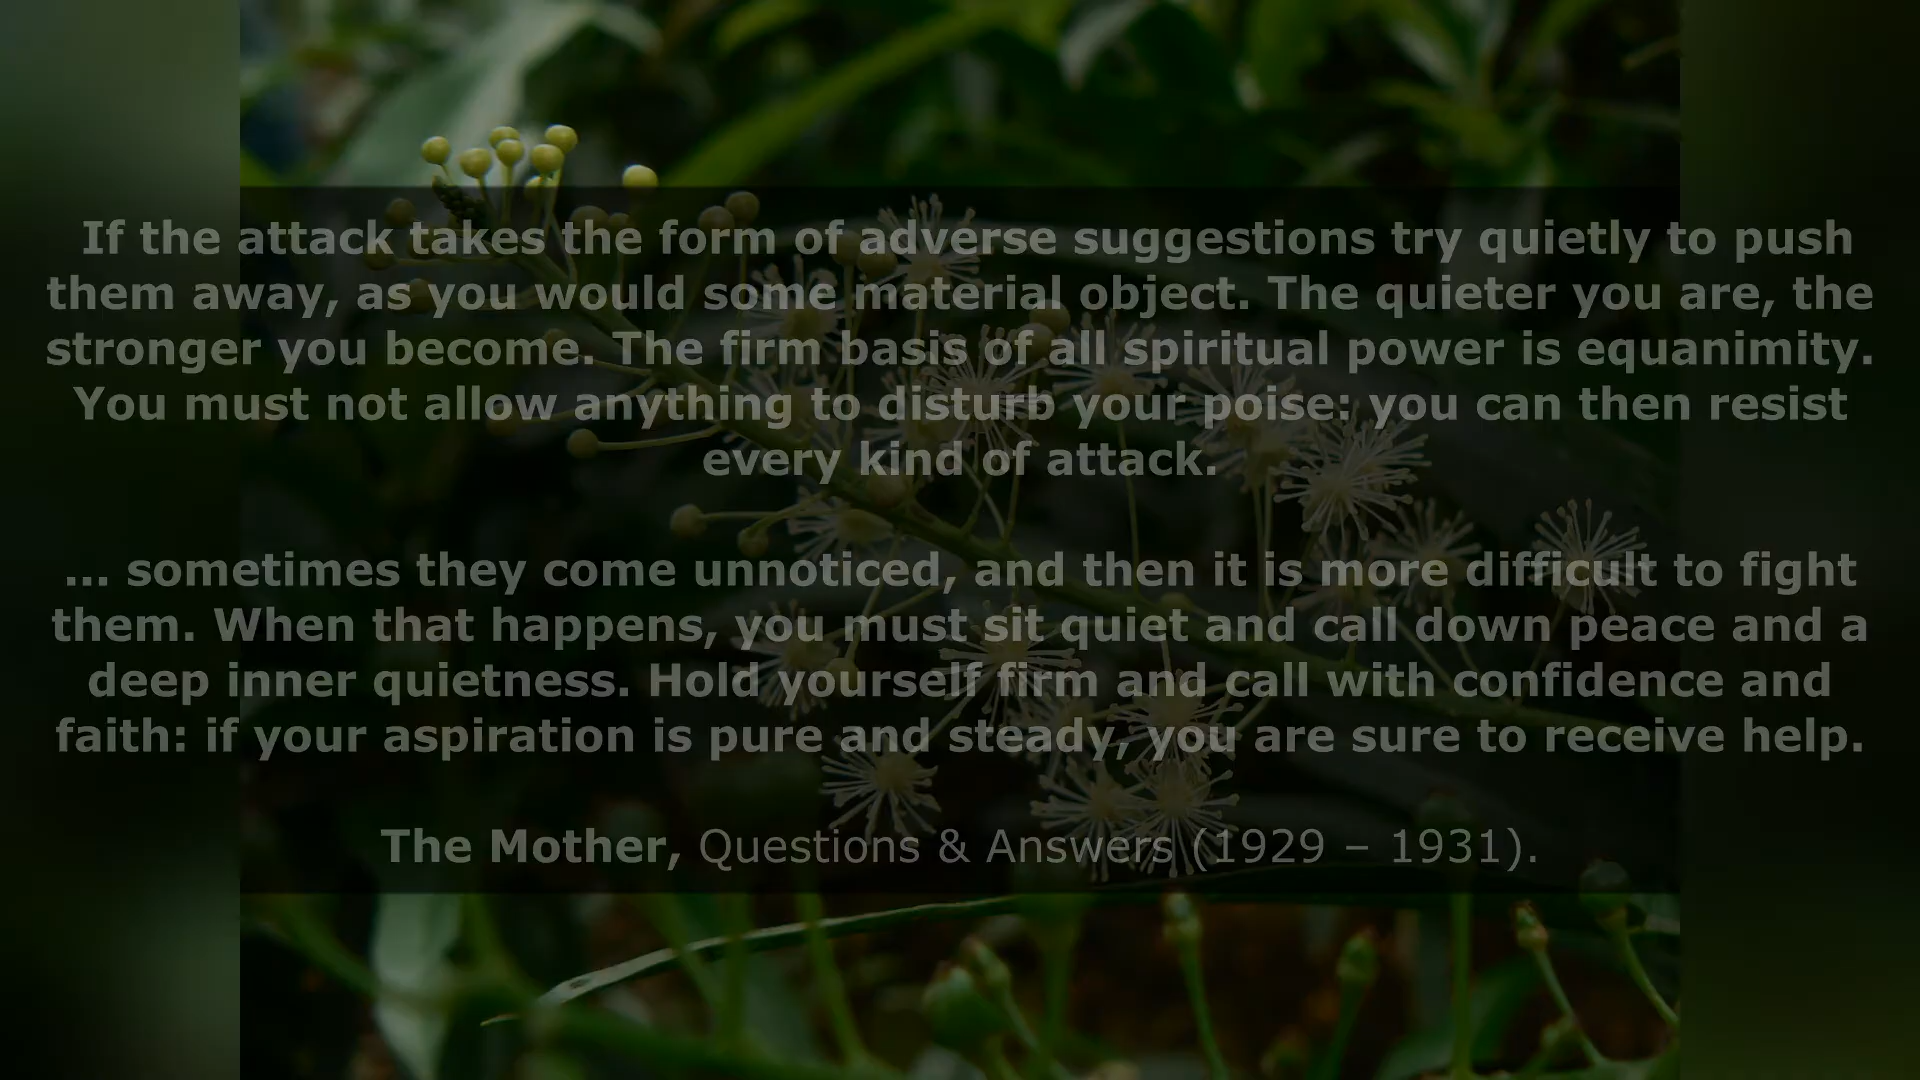 If the attack takes the form of adverse suggestions try quietly to push
them away, as you would some material object. The quieter you are, the
stronger you become. The firm basis of all spiritual power is equanimity.
You must not allow anything to disturb your poise: you can then resist
every kind of attack.
... sometimes they come unnoticed, and then it is more difficult to fight
them. When that happens, you must sit quiet and call down peace and a
deep inner quietness. Hold yourself firm and call with confidence and
faith: if your aspiration is pure and steady, you are sure to receive help.
The Mother, Questions & Answers (1929 – 1931).